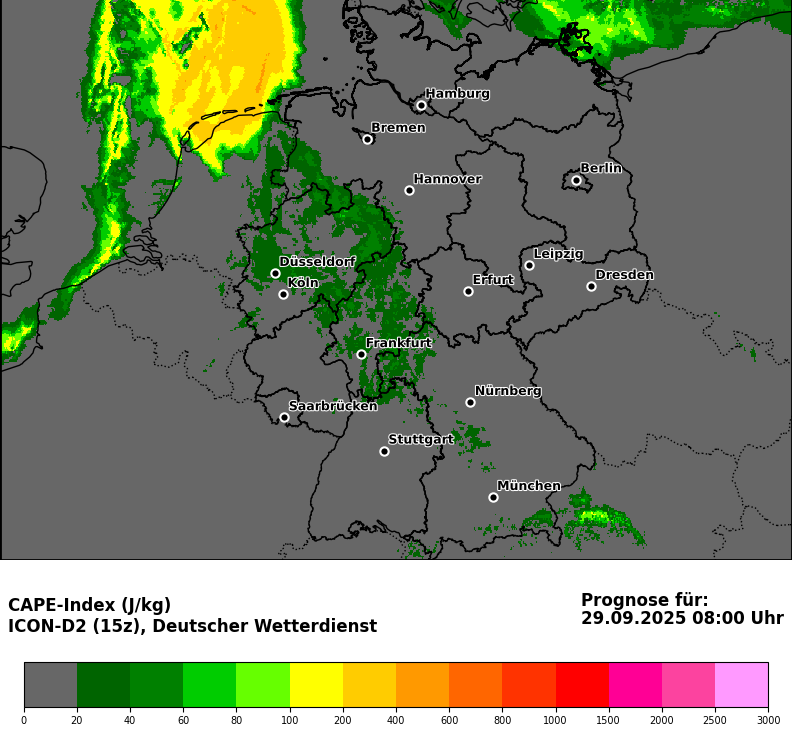 Hamburg
Bremen
Berlin
Hannover
Leipzig
Düsseldorf
Dresden
Köln
Erfurt
Frankfurt
Nürnberg
Saarbrücken
Stuttgart
München
CAPE-Index (J/kg)
ICON-D2 (15z), Deutscher Wetterdienst
Prognose für:
29.09.2025 08:00 Uhr
0 20 40 60 80 100 200 400 600 800 1000 1500 2000 2500 3000